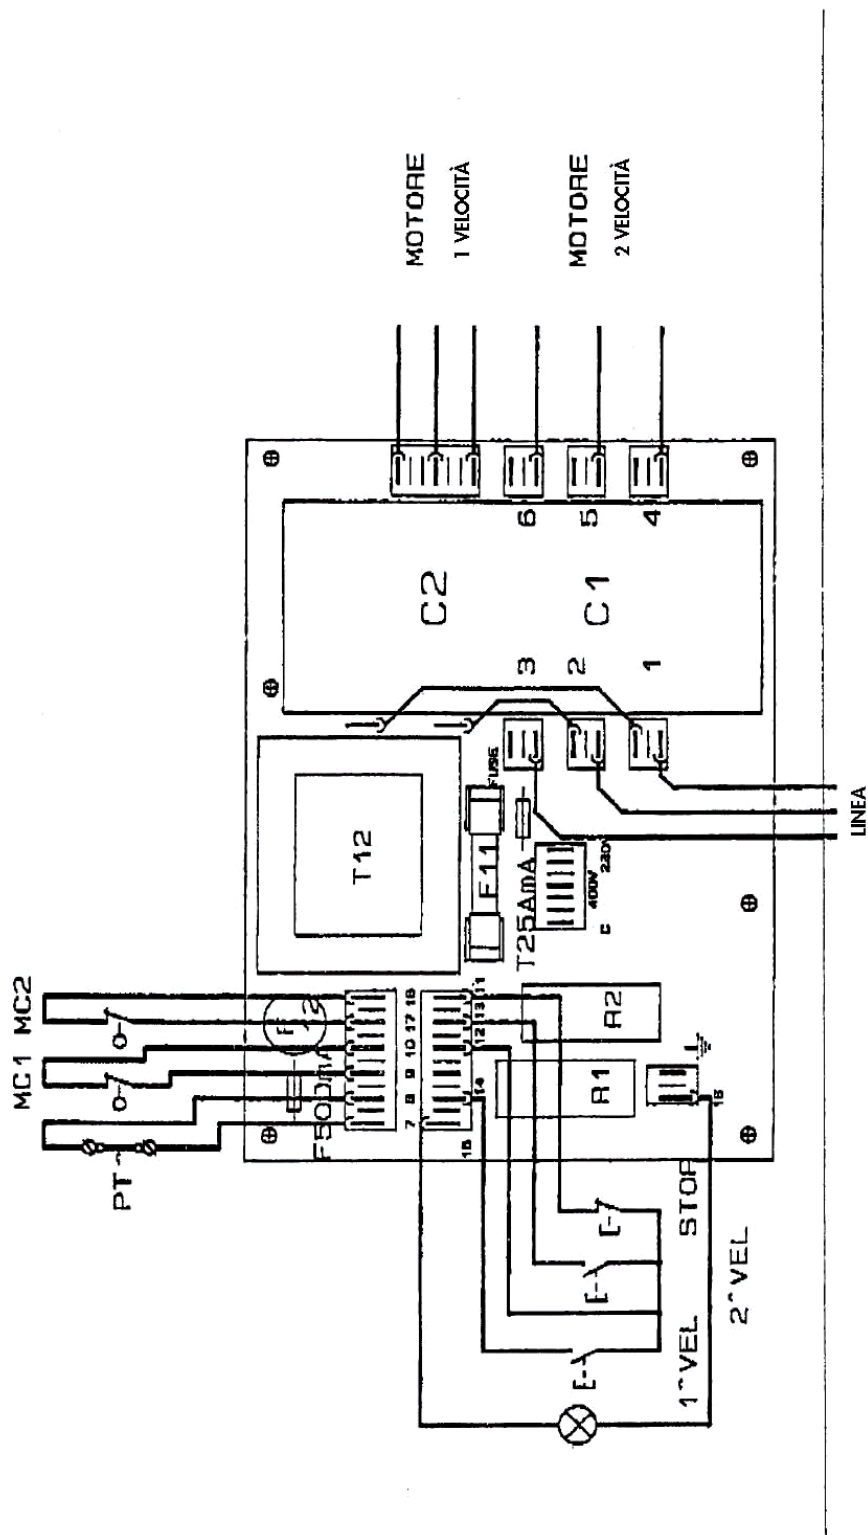 MOTORE
1 VELOCITÀ
MOTORE
2 VELOCITÀ
C2
C1
6
5
4
3
2
1
T12
FUSE
F11
T25AmA
400V
230V
C
MC2
MC1
PT
7
8
9
10
17
16
15
14
12
13
11
R2
R1
STOP
2^VEL
1^VEL
LINEA